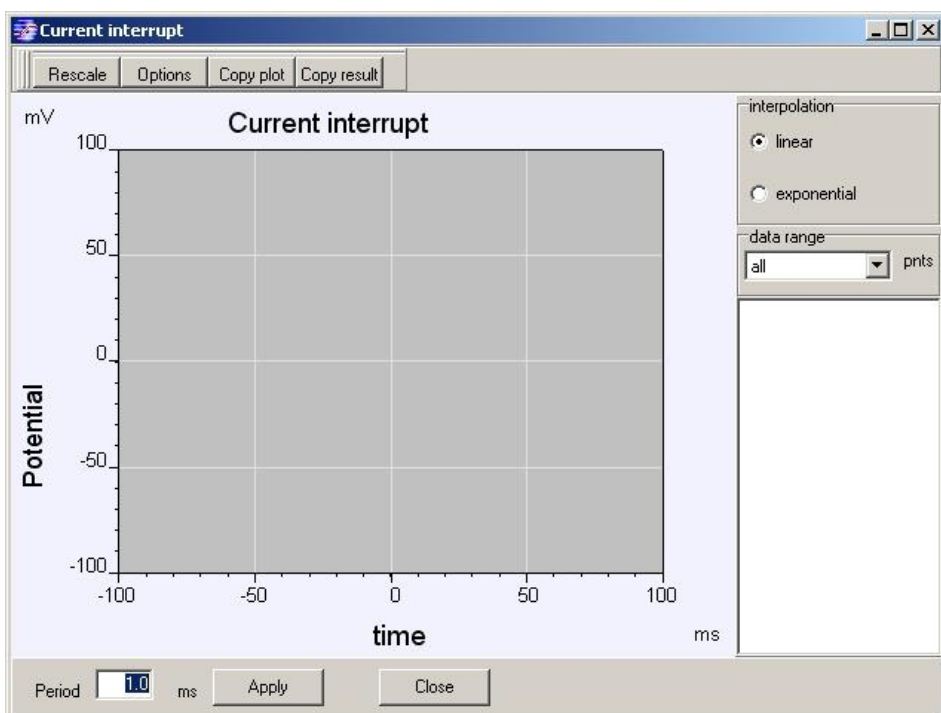 Current interrupt
Rescale Options Copy plot Copy result
mV
Current interrupt
100
50
0
-50
-100
Potential
-100 -50 0 50 100
time
ms
interpolation
linear
exponential
data range
all pnts
Period 1.0 ms Apply Close